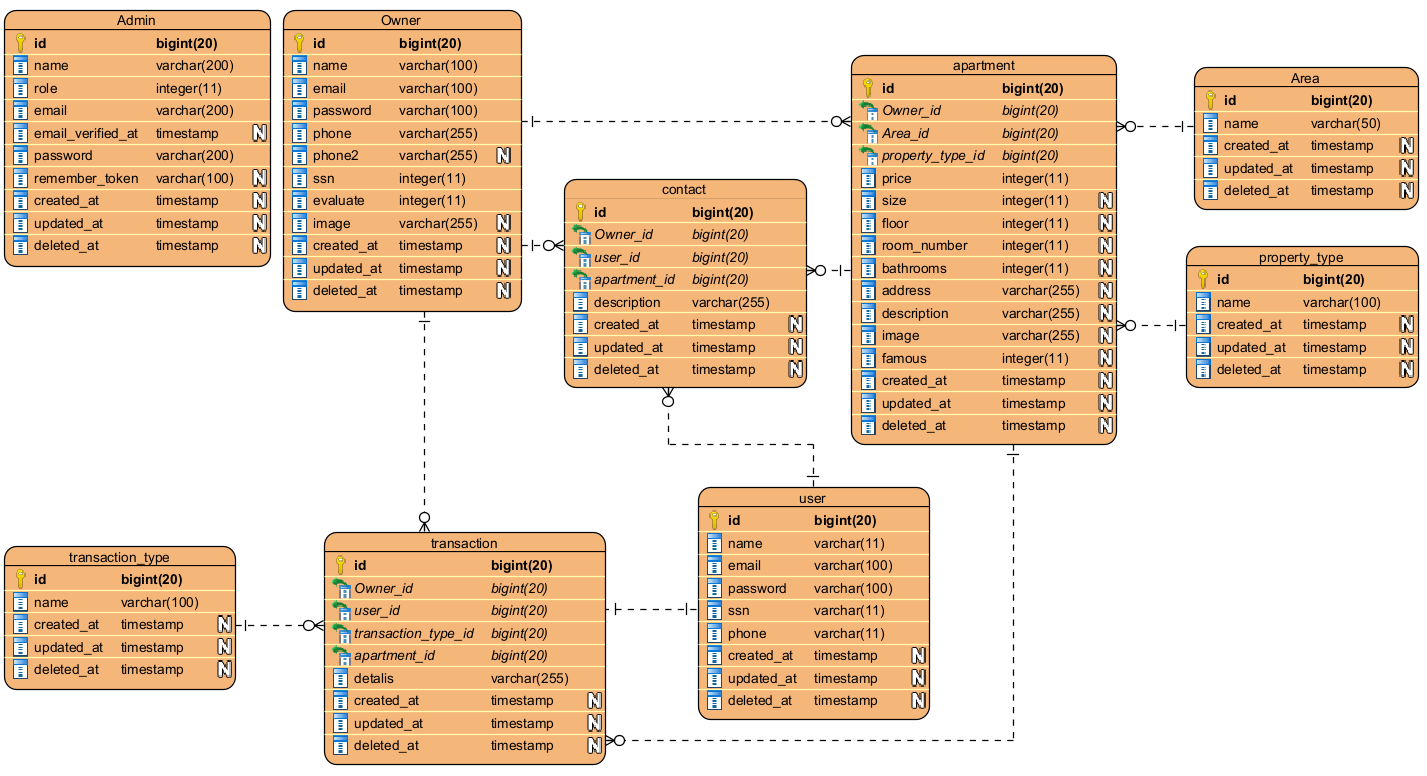 Admin
id bigint(20)
name varchar(200)
role integer(11)
email varchar(200)
email_verified_at timestamp N
password varchar(200)
remember_token varchar(100) N
created_at timestamp N
updated_at timestamp N
deleted_at timestamp N
Owner
id bigint(20)
name varchar(100)
email varchar(100)
password varchar(100)
phone varchar(255)
phone2 varchar(255) N
ssn integer(11)
evaluate integer(11)
image varchar(255) N
created_at timestamp N
updated_at timestamp N
deleted_at timestamp N
contact
id bigint(20)
Owner_id bigint(20)
user_id bigint(20)
apartment_id bigint(20)
description varchar(255)
created_at timestamp N
updated_at timestamp N
deleted_at timestamp N
apartment
id bigint(20)
Owner_id bigint(20)
Area_id bigint(20)
property_type_id bigint(20)
price integer(11)
size integer(11) N
floor integer(11) N
room_number integer(11) N
bathrooms integer(11) N
address varchar(255) N
description varchar(255) N
image varchar(255) N
famous integer(11) N
created_at timestamp N
updated_at timestamp N
deleted_at timestamp N
Area
id bigint(20)
name varchar(50)
created_at timestamp N
updated_at timestamp N
deleted_at timestamp N
property_type
id bigint(20)
name varchar(100)
created_at timestamp N
updated_at timestamp N
deleted_at timestamp N
transaction_type
id bigint(20)
name varchar(100)
created_at timestamp N
updated_at timestamp N
deleted_at timestamp N
transaction
id bigint(20)
Owner_id bigint(20)
user_id bigint(20)
transaction_type_id bigint(20)
apartment_id bigint(20)
detalis varchar(255)
created_at timestamp N
updated_at timestamp N
deleted_at timestamp N
user
id bigint(20)
name varchar(11)
email varchar(100)
password varchar(100)
ssn varchar(11)
phone varchar(11)
created_at timestamp N
updated_at timestamp N
deleted_at timestamp N